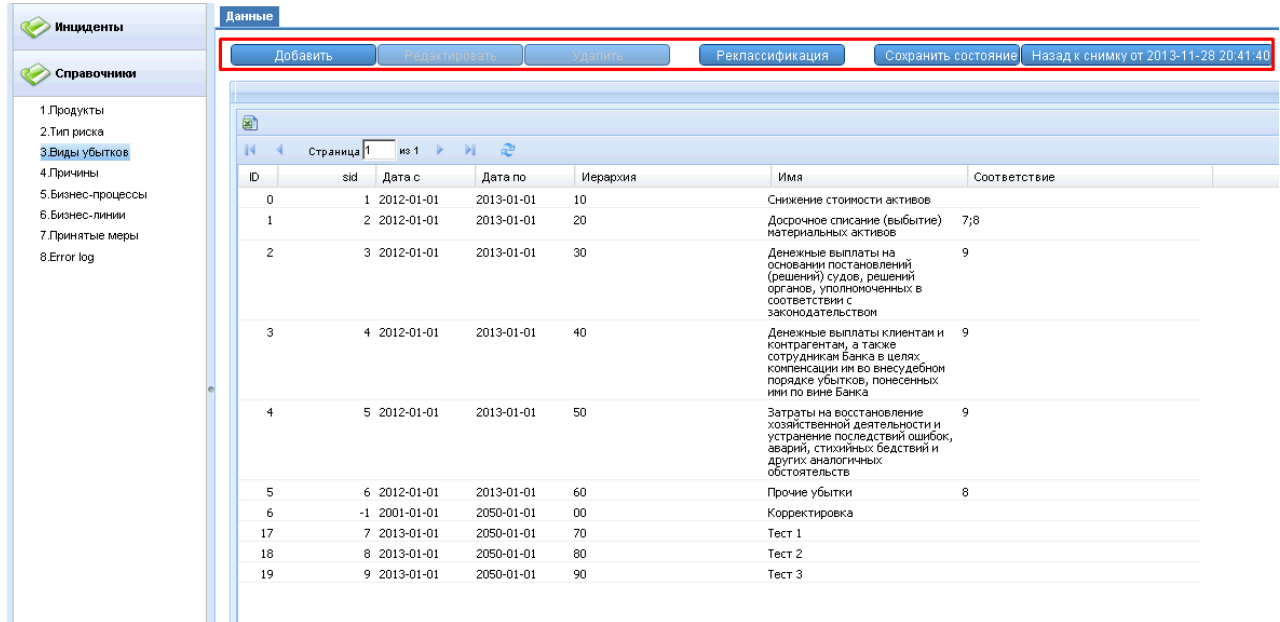 Инциденты
Справочники
1.Продукты
2.Тип риска
3.Виды убытков
4.Причины
5.Бизнес-процессы
6.Бизнес-линии
7.Принятые меры
8.Error log
Данные
Добавить Редактировать Удалить Реклассификация Сохранить состояние Назад к снимку от 2013-11-28 20:41:40
Страница 1 из 1
ID sid Дата с Дата по Иерархия Имя Соответствие
0 1 2012-01-01 2013-01-01 10 Снижение стоимости активов
1 2 2012-01-01 2013-01-01 20 Досрочное списание (выбытие) 7;8
материальных активов
2 3 2012-01-01 2013-01-01 30 Денежные выплаты на 9
основании постановлений
(решений) судов, решений
органов, уполномоченных в
соответствии с
законодательством
3 4 2012-01-01 2013-01-01 40 Денежные выплаты клиентам и 9
контрагентам, а также
сотрудникам Банка в целях
компенсации им во внесудебном
порядке убытков, понесенных
ими по вине Банка
4 5 2012-01-01 2013-01-01 50 Затраты на восстановление 9
хозяйственной деятельности и
устранение последствий ошибок,
аварий, стихийных бедствий и
других аналогичных
обстоятельств
5 6 2012-01-01 2013-01-01 60 Прочие убытки 8
6 -1 2001-01-01 2050-01-01 00 Корректировка
17 7 2013-01-01 2050-01-01 70 Тест 1
18 8 2013-01-01 2050-01-01 80 Тест 2
19 9 2013-01-01 2050-01-01 90 Тест 3